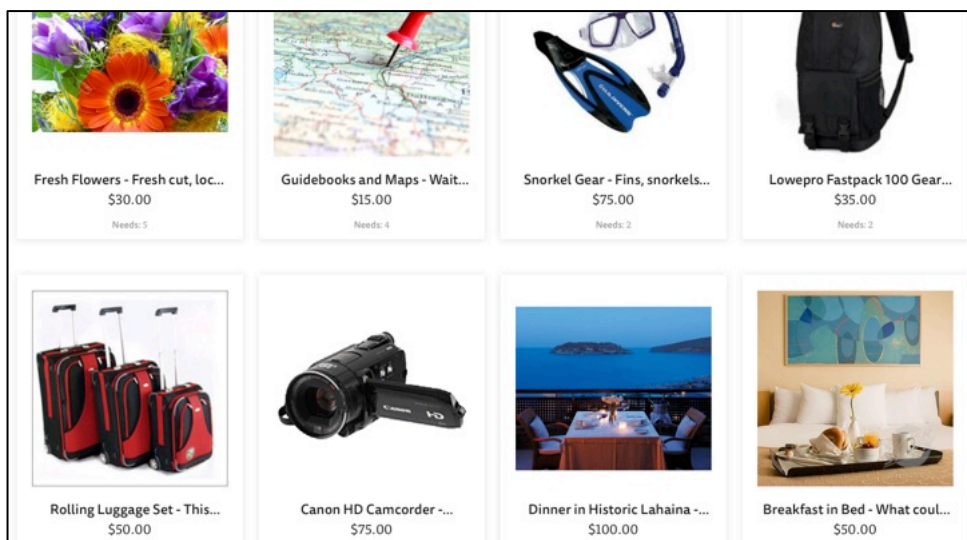 Fresh Flowers - Fresh cut, loc...
$30.00
Needs: 5
Guidebooks and Maps - Wait...
$15.00
Needs: 4
Snorkel Gear - Fins, snorkels...
$75.00
Needs: 2
Lowepro Fastpack 100 Gear...
$35.00
Needs: 2
Canon
HD
Rolling Luggage Set - This...
$50.00
Canon HD Camcorder -...
$75.00
Dinner in Historic Lahaina -...
$100.00
Breakfast in Bed - What coul...
$50.00